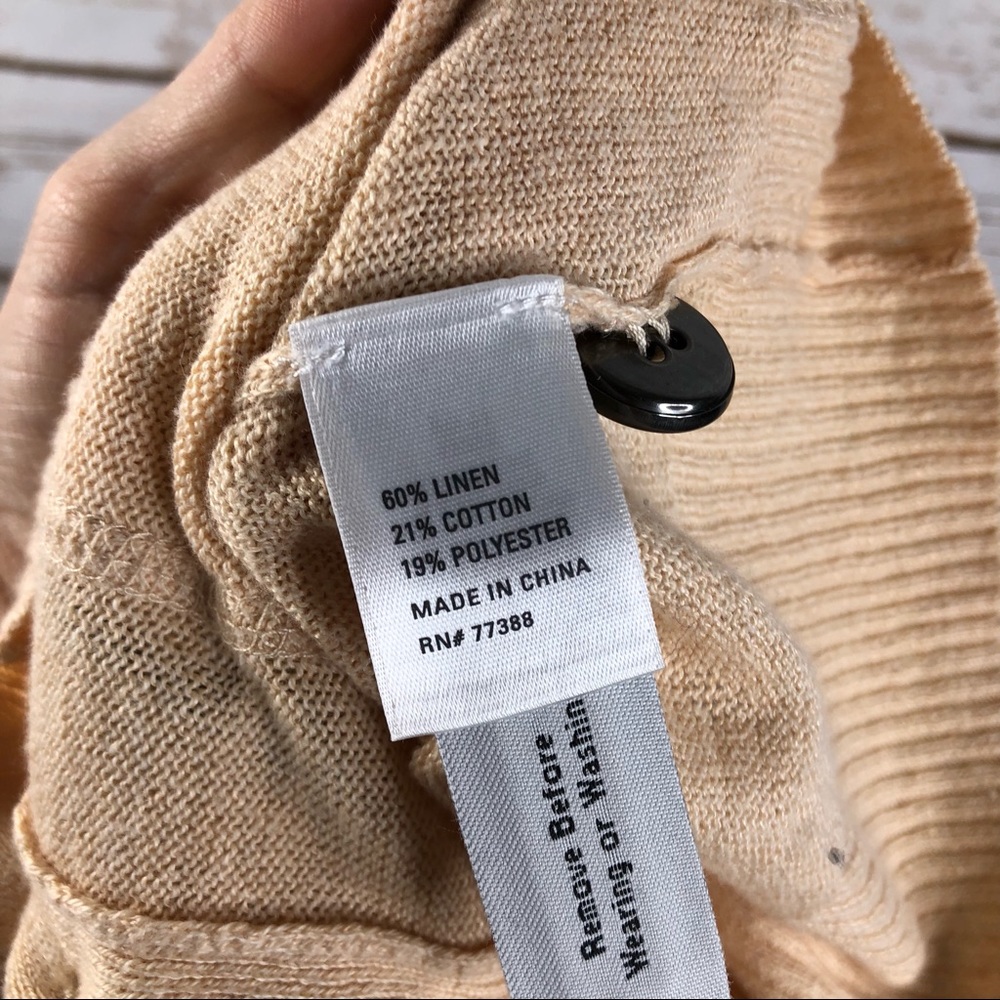 60% LINEN
21% COTTON
19% POLYESTER
MADE IN CHINA
RN# 77388
Remove Before
Wearing or Washin